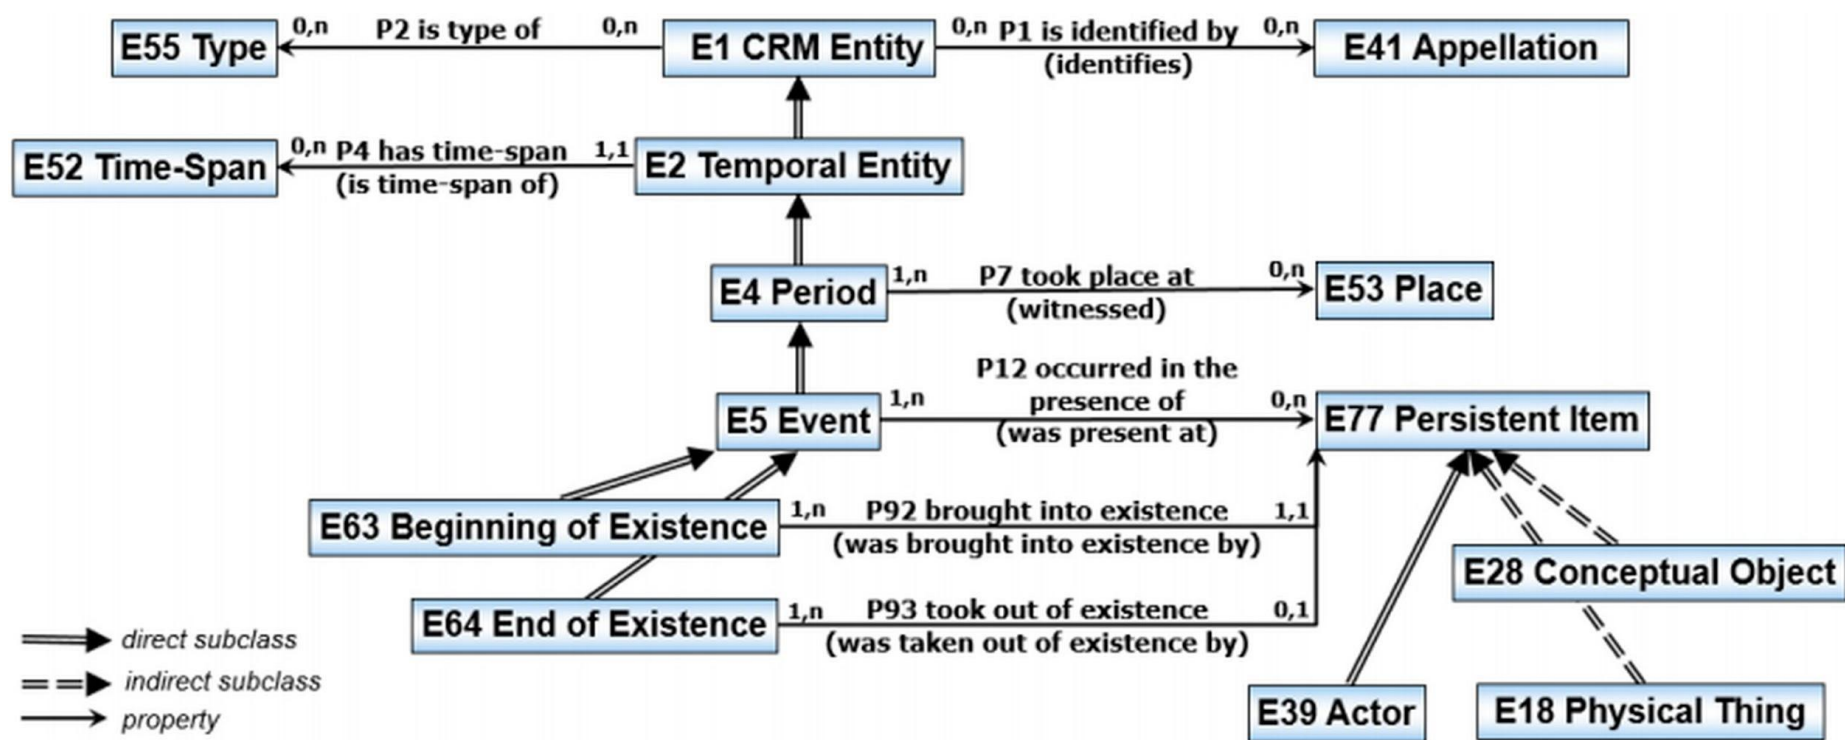 E55 Type
0,n
P2 is type of
0,n
E1 CRM Entity
0,n
P1 is identified by
0,n
(identifies)
E41 Appellation
E52 Time-Span
0,n
P4 has time-span
1,1
(is time-span of)
E2 Temporal Entity
E4 Period
1,n
P7 took place at
0,n
(witnessed)
E53 Place
E5 Event
1,n
P12 occurred in the
presence of
0,n
(was present at)
E77 Persistent Item
E63 Beginning of Existence
1,n
P92 brought into existence
1,1
(was brought into existence by)
E28 Conceptual Object
E64 End of Existence
1,n
P93 took out of existence
0,1
(was taken out of existence by)
direct subclass
indirect subclass
property
E39 Actor
E18 Physical Thing